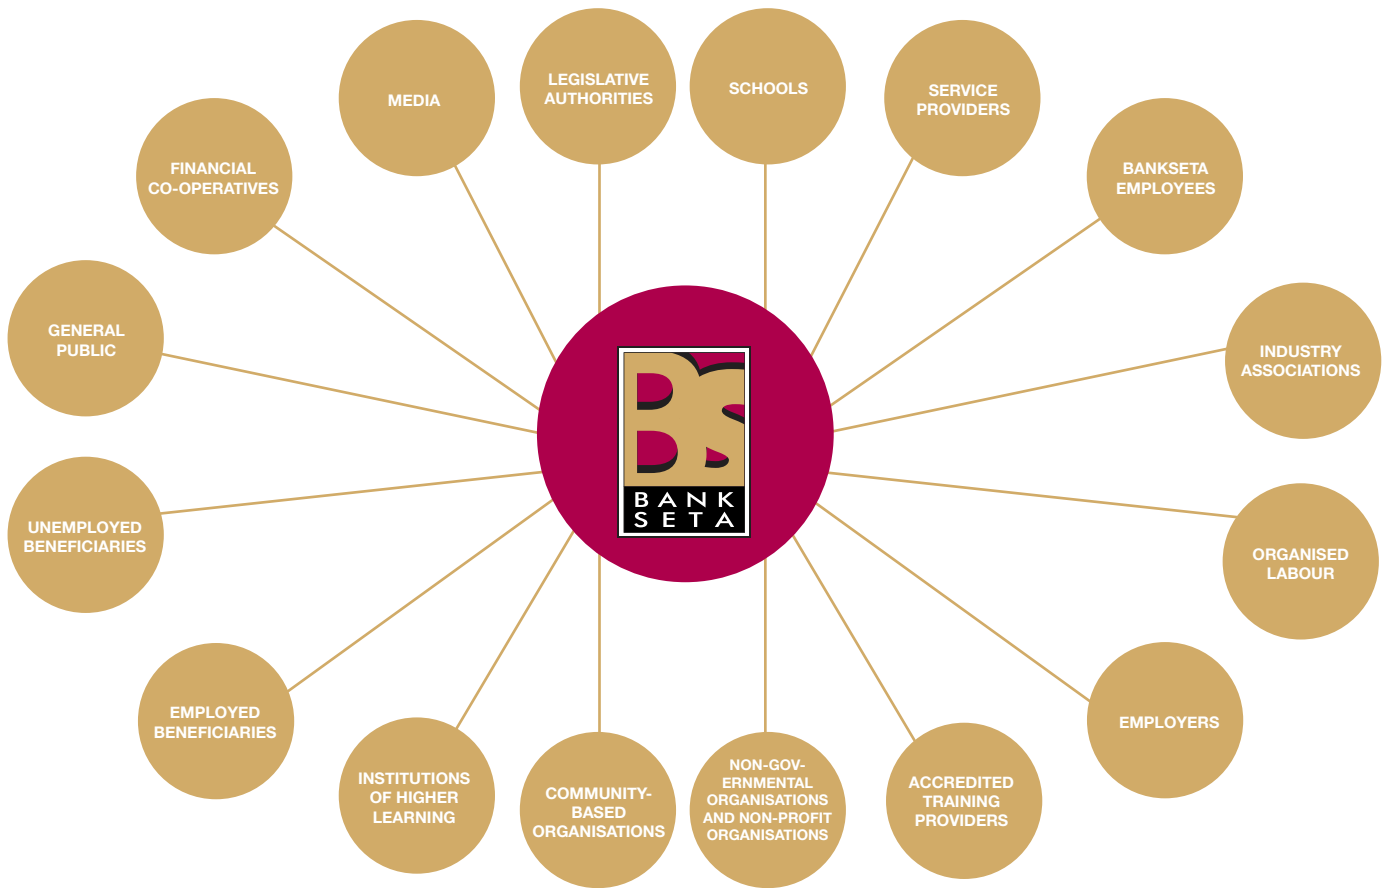 MEDIA
LEGISLATIVE
AUTHORITIES
SCHOOLS
SERVICE
PROVIDERS
FINANCIAL
CO-OPERATIVES
BANKSETA
EMPLOYEES
GENERAL
PUBLIC
INDUSTRY
ASSOCIATIONS
BS
BANK
SETA
UNEMPLOYED
BENEFICIARIES
ORGANISED
LABOUR
EMPLOYED
BENEFICIARIES
EMPLOYERS
INSTITUTIONS
OF HIGHER
LEARNING
COMMUNITY-
BASED
ORGANISATIONS
NON-GOV-
ERNMENTAL
ORGANISATIONS
AND NON-PROFIT
ORGANISATIONS
ACCREDITED
TRAINING
PROVIDERS